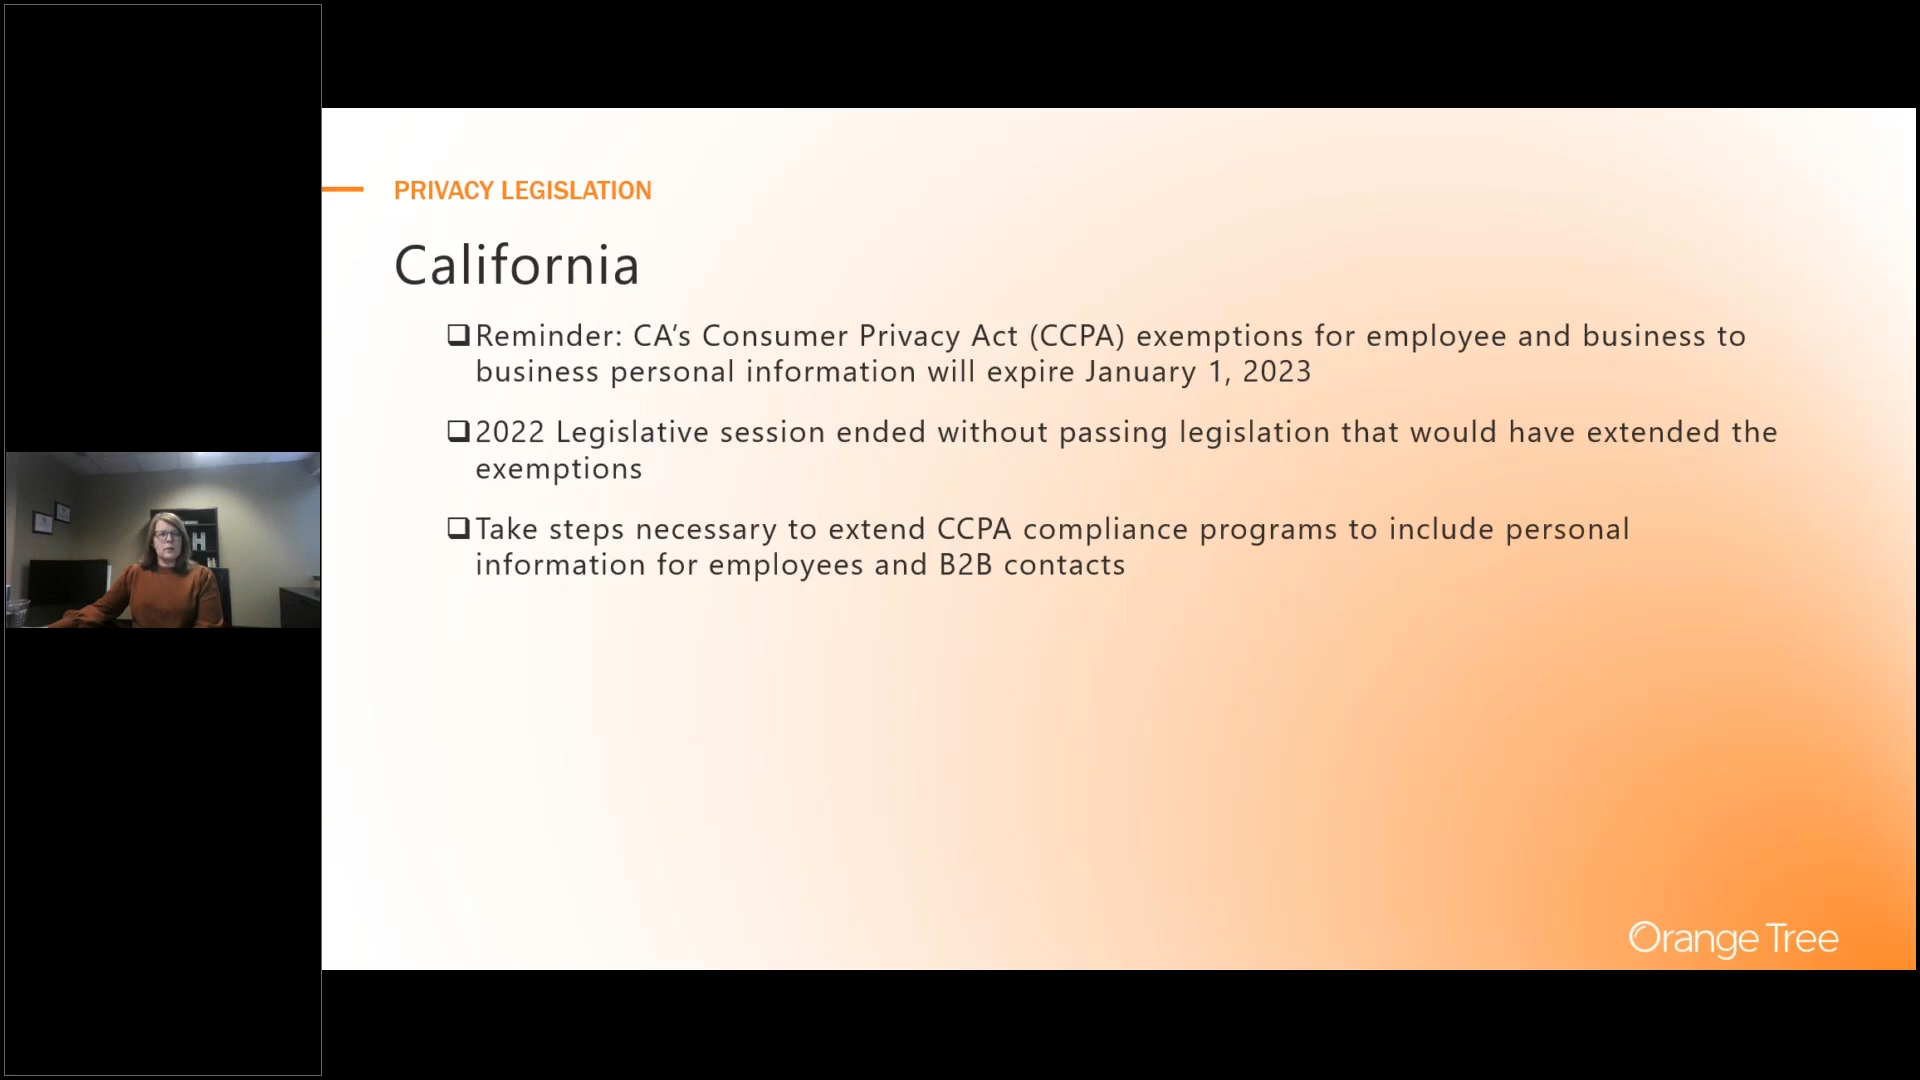 PRIVACY LEGISLATION
California
Reminder: CA’s Consumer Privacy Act (CCPA) exemptions for employee and business to
business personal information will expire January 1, 2023
2022 Legislative session ended without passing legislation that would have extended the
exemptions
Take steps necessary to extend CCPA compliance programs to include personal
information for employees and B2B contacts
H
Orange Tree